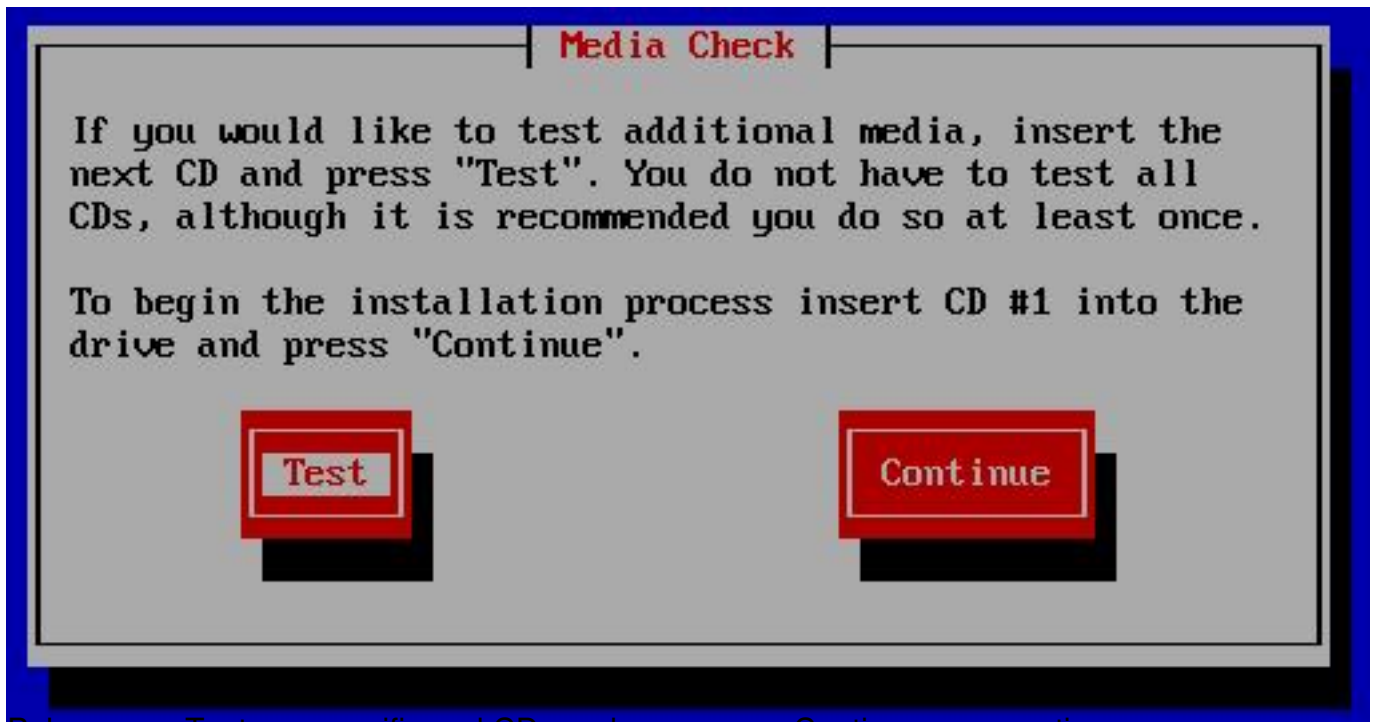 Media Check
If you would like to test additional media, insert the
next CD and press "Test". You do not have to test all
CDs, although it is recommended you do so at least once.
To begin the installation process insert CD #1 into the
drive and press "Continue".
Test
Continue